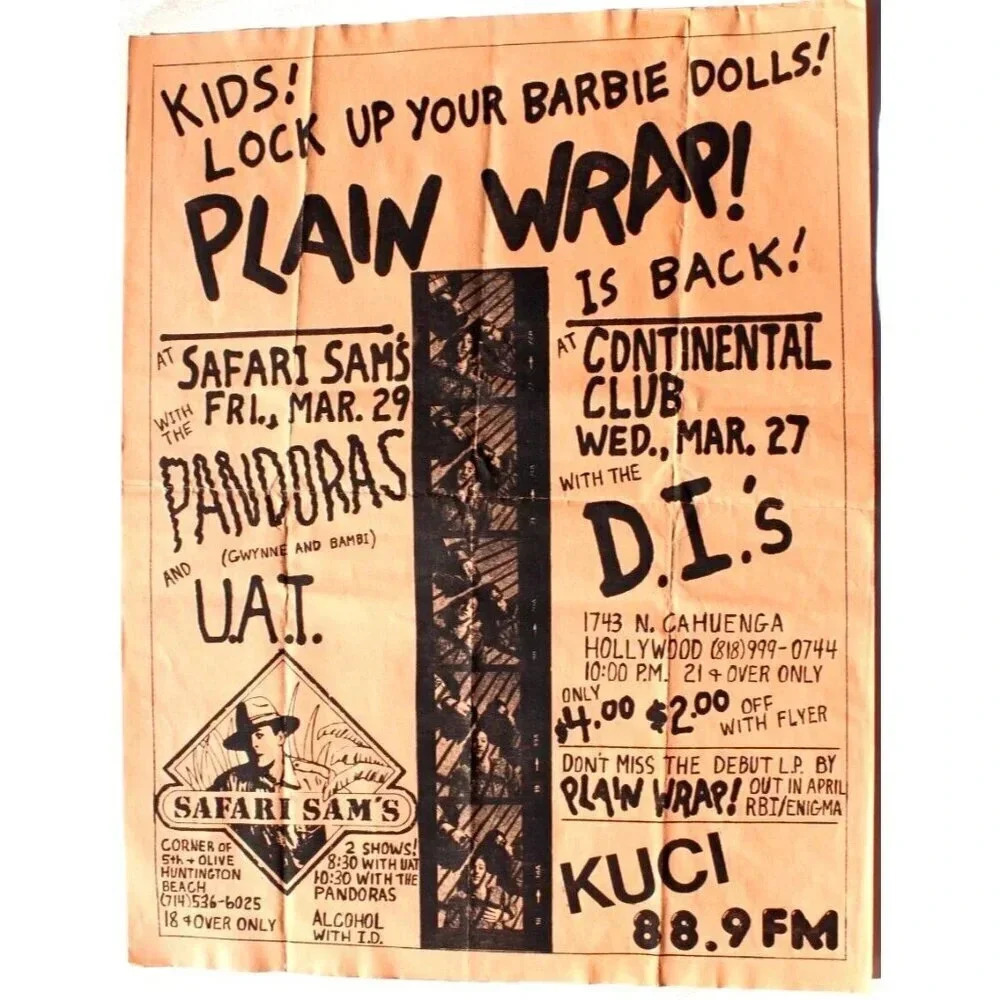 KIDS!
LOCK UP YOUR BARBIE DOLLS!
PLAIN WRAP!
IS BACK!
AT SAFARI SAM'S
FRI., MAR. 29
WITH THE
PANDORAS
(GWYNNE AND BAMBI)
AND
U.A.T.
SAFARI SAM'S
CORNER OF
5th + OLIVE
HUNTINGTON
BEACH
(714)536-6025
18 + OVER ONLY
2 SHOWS!
8:30 WITH UAT
10:30 WITH THE
PANDORAS
ALCOHOL
WITH I.D.
AT CONTINENTAL
CLUB
WED., MAR. 27
WITH THE
D.I.'s
1743 N. CAHUENGA
HOLLYWOOD (818)999-0744
10:00 P.M. 21 + OVER ONLY
ONLY
$4.00 $2.00 OFF
WITH FLYER
DON'T MISS THE DEBUT L.P. BY
PLAIN WRAP! OUT IN APRIL
RBI/ENIGMA
KUCI
88.9 FM